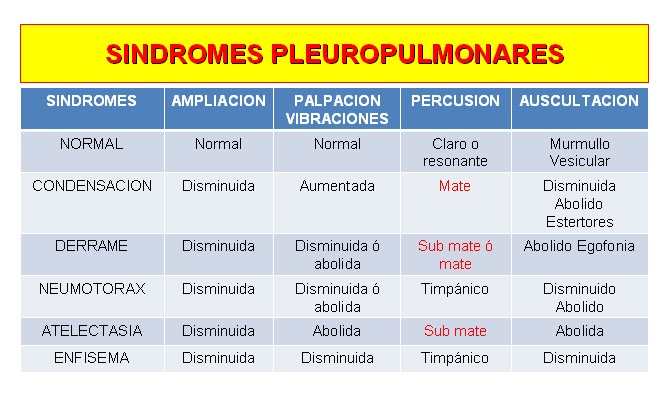 SINDROMES PLEUROPULMONARES
SINDROMES AMPLIACION PALPACION VIBRACIONES PERCUSION AUSCULTACION
NORMAL Normal Normal Claro o resonante Murmullo Vesicular
CONDENSACION Disminuida Aumentada Mate Disminuida Abolido Estertores
DERRAME Disminuida Disminuida ó abolida Sub mate ó mate Abolido Egofonia
NEUMOTORAX Disminuida Disminuida ó abolida Timpánico Disminuido Abolido
ATELECTASIA Disminuida Abolida Sub mate Abolida
ENFISEMA Disminuida Disminuida Timpánico Disminuida